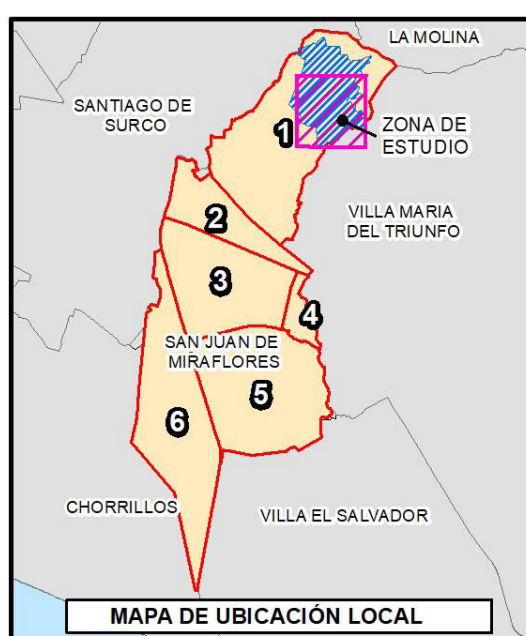 LA MOLINA
SANTIAGO DE
SURCO
1
ZONA DE
ESTUDIO
VILLA MARIA
DEL TRIUNFO
2
3
4
SAN JUAN DE
MIRAFLORES
5
6
CHORRILLOS
VILLA EL SALVADOR
MAPA DE UBICACIÓN LOCAL